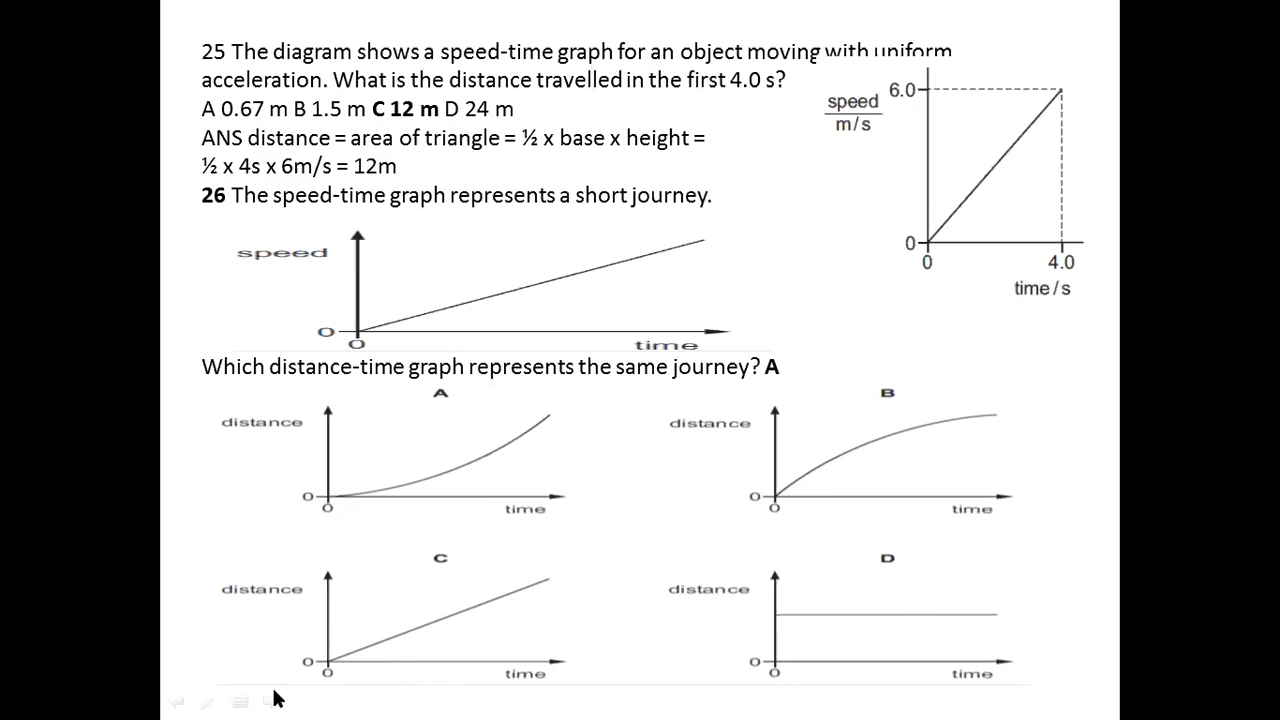 25 The diagram shows a speed-time graph for an object moving with uniform
acceleration. What is the distance travelled in the first 4.0 s?
A 0.67 m B 1.5 m C 12 m D 24 m
ANS distance = area of triangle = ½ x base x height =
½ x 4s x 6m/s = 12m
speed
m/s
6.0
0
0
4.0
time/s
26 The speed-time graph represents a short journey.
speed
0
0
time
Which distance-time graph represents the same journey? A
A
distance
0
0
time
B
distance
0
0
time
C
distance
0
0
time
D
distance
0
0
time